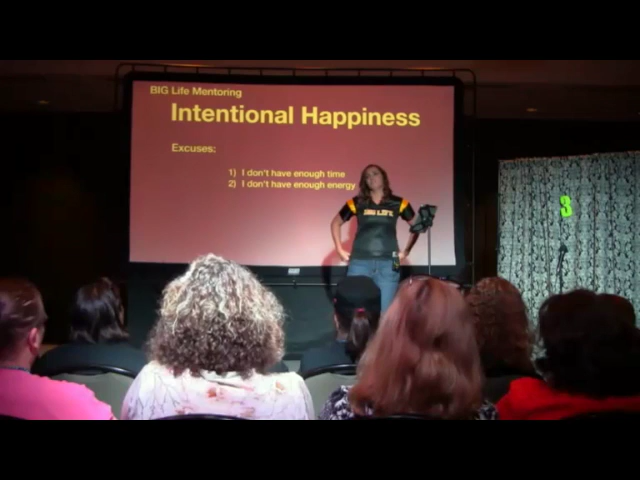 BIG Life Mentoring
Intentional Happiness
Excuses:
1) I don't have enough time
2) I don't have enough energy
BIG LIFE
3